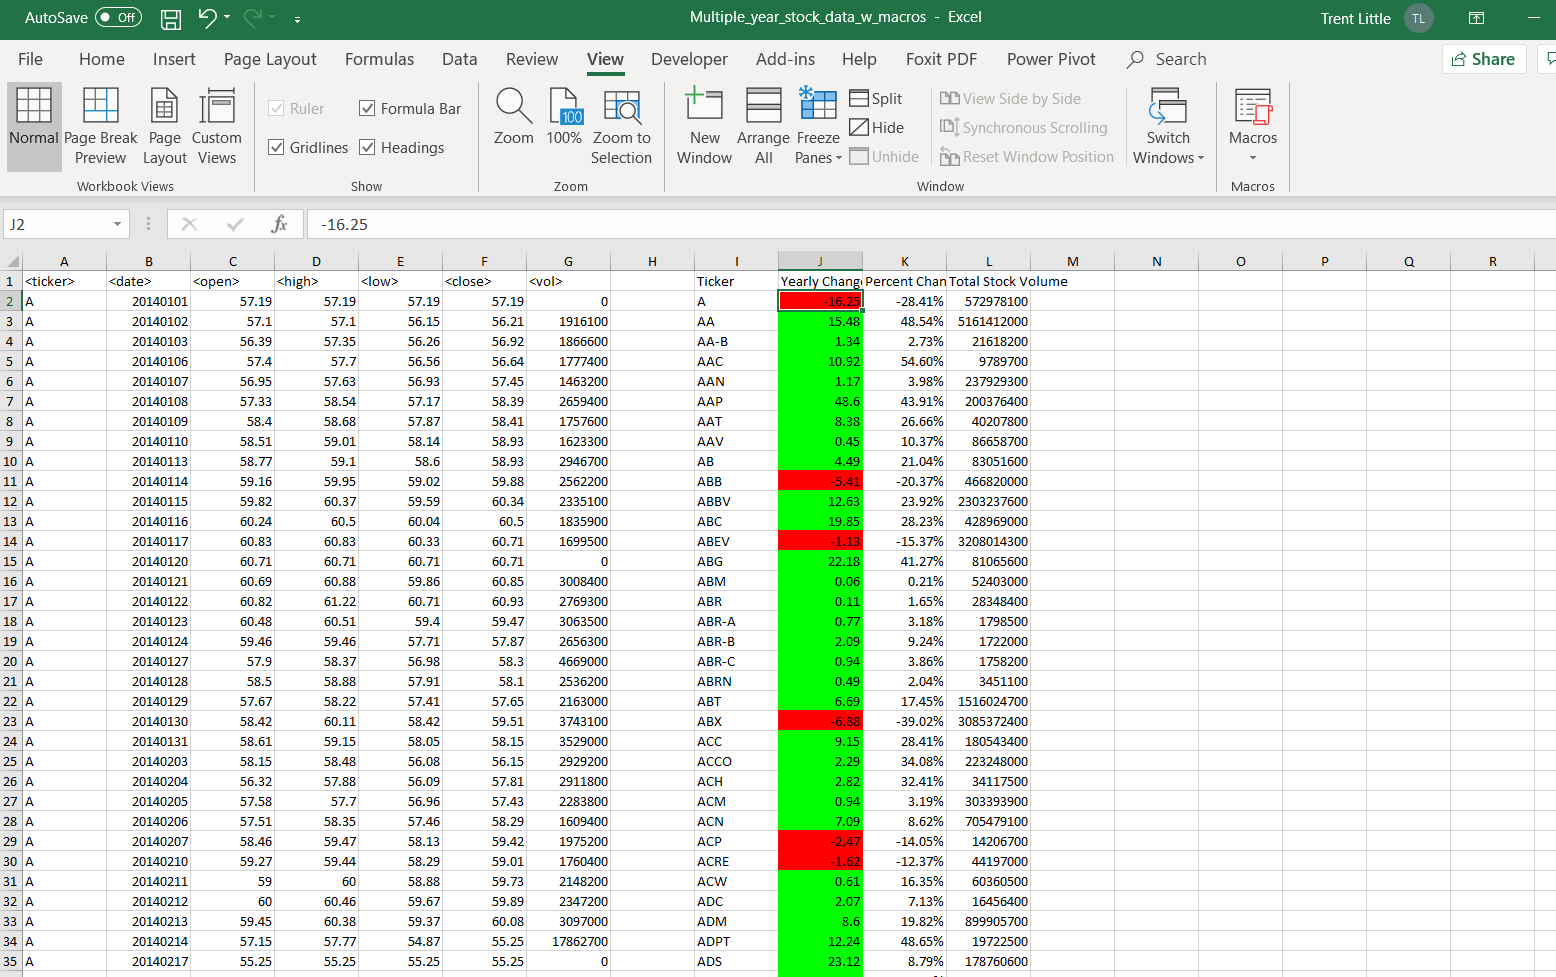 AutoSave Off Multiple_year_stock_data_w_macros - Excel Trent Little TL
File Home Insert Page Layout Formulas Data Review View Developer Add-ins Help Foxit PDF Power Pivot Search Share
Normal Page Break Preview Page Layout Custom Views
Workbook Views
Ruler Formula Bar
Gridlines Headings
Show
Zoom 100 100% Zoom to Selection
Zoom
New Window Arrange All Freeze Panes
Split
Hide
Unhide
View Side by Side
Synchronous Scrolling
Reset Window Position
Switch Windows
Window
Macros
Macros
J2 fx -16.25
A B C D E F G H I J K L M N O P Q R
1 <ticker> <date> <open> <high> <low> <close> <vol> Ticker Yearly Chang Percent Chan Total Stock Volume
2 A 20140101 57.19 57.19 57.19 57.19 0 A -16.25 -28.41% 572978100
3 A 20140102 57.1 57.1 56.15 56.21 1916100 AA 15.48 48.54% 5161412000
4 A 20140103 56.39 57.35 56.26 56.92 1866600 AA-B 1.34 2.73% 21618200
5 A 20140106 57.4 57.7 56.56 56.64 1777400 AAC 10.92 54.60% 9789700
6 A 20140107 56.95 57.63 56.93 57.45 1463200 AAN 1.17 3.98% 237929300
7 A 20140108 57.33 58.54 57.17 58.39 2659400 AAP 48.6 43.91% 200376400
8 A 20140109 58.4 58.68 57.87 58.41 1757600 AAT 8.38 26.66% 40207800
9 A 20140110 58.51 59.01 58.14 58.93 1623300 AAV 0.45 10.37% 86658700
10 A 20140113 58.77 59.1 58.6 58.93 2946700 AB 4.49 21.04% 83051600
11 A 20140114 59.16 59.95 59.02 59.88 2562200 ABB -5.41 -20.37% 466820000
12 A 20140115 59.82 60.37 59.59 60.34 2335100 ABBV 12.63 23.92% 2303237600
13 A 20140116 60.24 60.5 60.04 60.5 1835900 ABC 19.85 28.23% 428969000
14 A 20140117 60.83 60.83 60.33 60.71 1699500 ABEV -1.13 -15.37% 3208014300
15 A 20140120 60.71 60.71 60.71 60.71 0 ABG 22.18 41.27% 81065600
16 A 20140121 60.69 60.88 59.86 60.85 3008400 ABM 0.06 0.21% 52403000
17 A 20140122 60.82 61.22 60.71 60.93 2769300 ABR 0.11 1.65% 28348400
18 A 20140123 60.48 60.51 59.4 59.47 3063500 ABR-A 0.77 3.18% 1798500
19 A 20140124 59.46 59.46 57.71 57.87 2656300 ABR-B 2.09 9.24% 1722000
20 A 20140127 57.9 58.37 56.98 58.3 4669000 ABR-C 0.94 3.86% 1758200
21 A 20140128 58.5 58.88 57.91 58.1 2536200 ABRN 0.49 2.04% 3451100
22 A 20140129 57.67 58.22 57.41 57.65 2163000 ABT 6.69 17.45% 1516024700
23 A 20140130 58.42 60.11 58.42 59.51 3743100 ABX -6.88 -39.02% 3085372400
24 A 20140131 58.61 59.15 58.05 58.15 3529000 ACC 9.15 28.41% 180543400
25 A 20140203 58.15 58.48 56.08 56.15 2929200 ACCO 2.29 34.08% 223248000
26 A 20140204 56.32 57.88 56.09 57.81 2911800 ACH 2.82 32.41% 34117500
27 A 20140205 57.58 57.7 56.96 57.43 2283800 ACM 0.94 3.19% 303393900
28 A 20140206 57.51 58.35 57.46 58.29 1609400 ACN 7.09 8.62% 705479100
29 A 20140207 58.46 59.47 58.13 59.42 1975200 ACP -2.47 -14.05% 14206700
30 A 20140210 59.27 59.44 58.29 59.01 1760400 ACRE -1.62 -12.37% 44197000
31 A 20140211 59 60 58.88 59.73 2148200 ACW 0.61 16.35% 60360500
32 A 20140212 60 60.46 59.67 59.89 2347200 ADC 2.07 7.13% 16456400
33 A 20140213 59.45 60.38 59.37 60.08 3097000 ADM 8.6 19.82% 899905700
34 A 20140214 57.15 57.77 54.87 55.25 17862700 ADPT 12.24 48.65% 19722500
35 A 20140217 55.25 55.25 55.25 55.25 0 ADS 23.12 8.79% 178760600